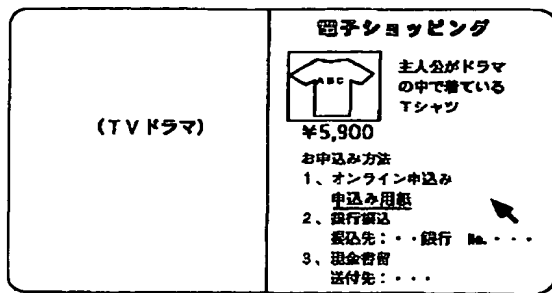 (TVドラマ)
電子ショッピング
ABC
主人公がドラマ
の中で着ている
Tシャツ
¥5,900
お申込み方法
1、オンライン申込み
申込み用紙
2、銀行振込
振込先:・・銀行 No.・・・
3、現金書留
送付先:・・・